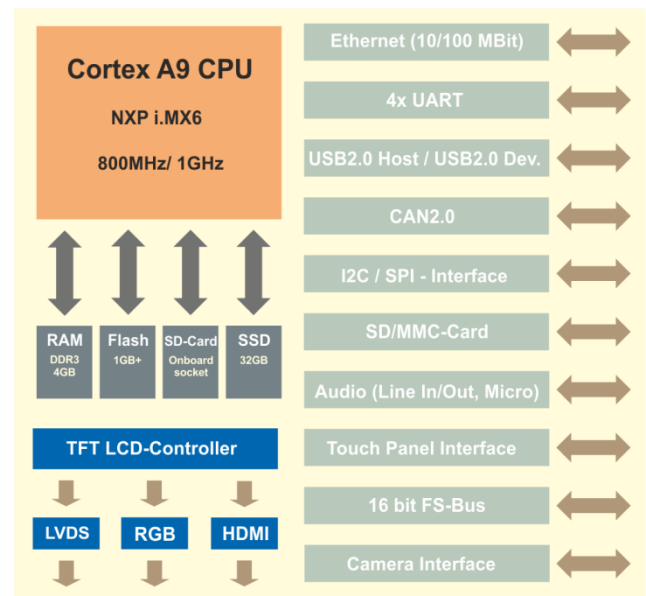 Cortex A9 CPU
NXP i.MX6
800MHz/ 1GHz
RAM
DDR3
4GB
Flash
1GB+
SD-Card
Onboard
socket
SSD
32GB
TFT LCD-Controller
LVDS
RGB
HDMI
Ethernet (10/100 MBit)
4x UART
USB2.0 Host / USB2.0 Dev.
CAN2.0
I2C / SPI - Interface
SD/MMC-Card
Audio (Line In/Out, Micro)
Touch Panel Interface
16 bit FS-Bus
Camera Interface